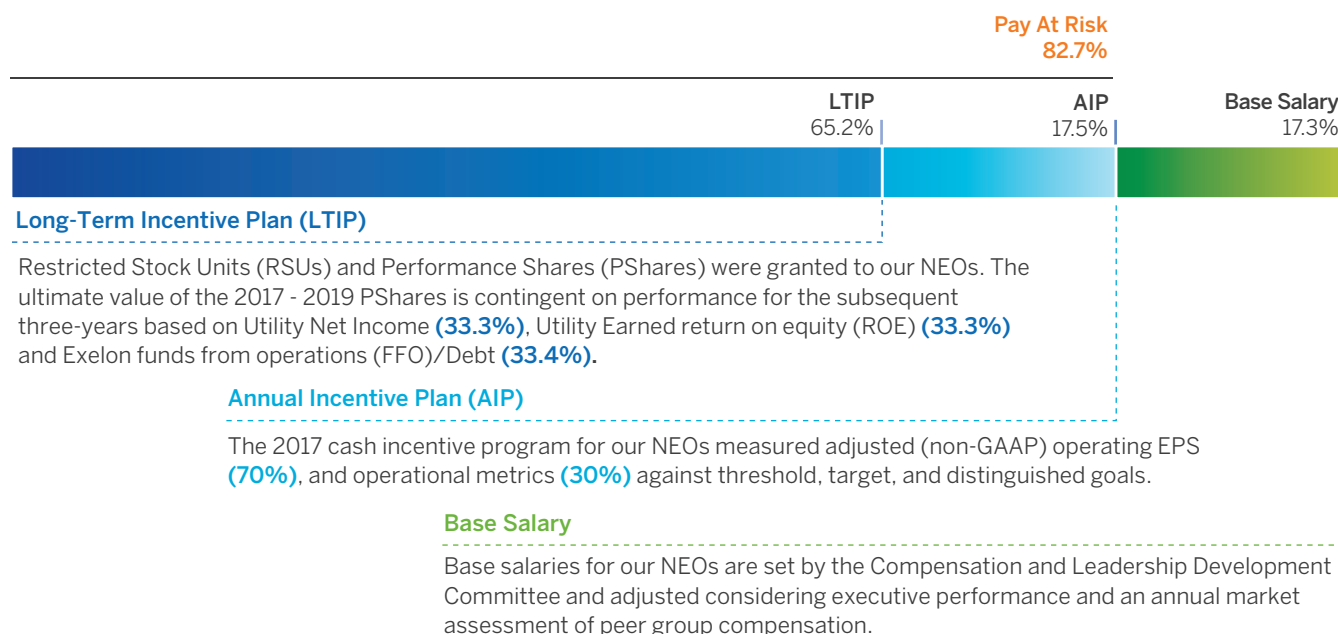 Pay At Risk
82.7%
LTIP
65.2%
AIP
17.5%
Base Salary
17.3%
Long-Term Incentive Plan (LTIP)
Restricted Stock Units (RSUs) and Performance Shares (PShares) were granted to our NEOs. The
ultimate value of the 2017 - 2019 PShares is contingent on performance for the subsequent
three-years based on Utility Net Income (33.3%), Utility Earned return on equity (ROE) (33.3%)
and Exelon funds from operations (FFO)/Debt (33.4%).
Annual Incentive Plan (AIP)
The 2017 cash incentive program for our NEOs measured adjusted (non-GAAP) operating EPS
(70%), and operational metrics (30%) against threshold, target, and distinguished goals.
Base Salary
Base salaries for our NEOs are set by the Compensation and Leadership Development
Committee and adjusted considering executive performance and an annual market
assessment of peer group compensation.